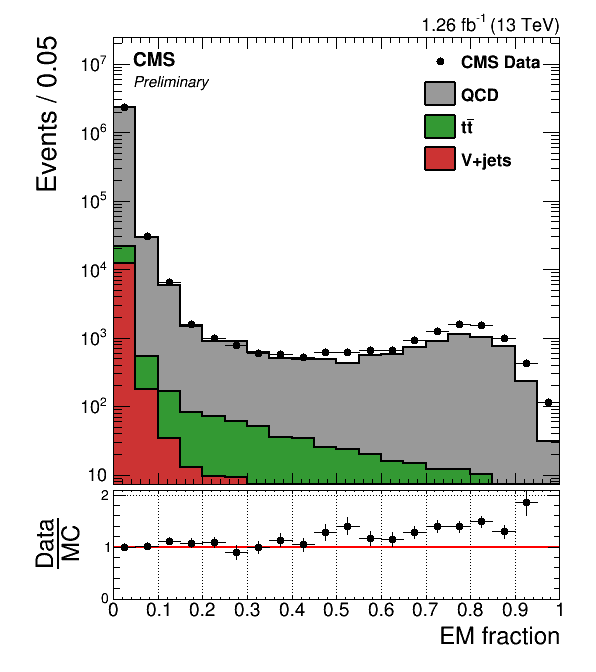 1.26 fb⁻¹ (13 TeV)
CMS
Preliminary
CMS Data
QCD
tt̄
V+jets
Events / 0.05
10⁷
10⁶
10⁵
10⁴
10³
10²
10
Data
MC
2
1
0
0 0.1 0.2 0.3 0.4 0.5 0.6 0.7 0.8 0.9 1
EM fraction